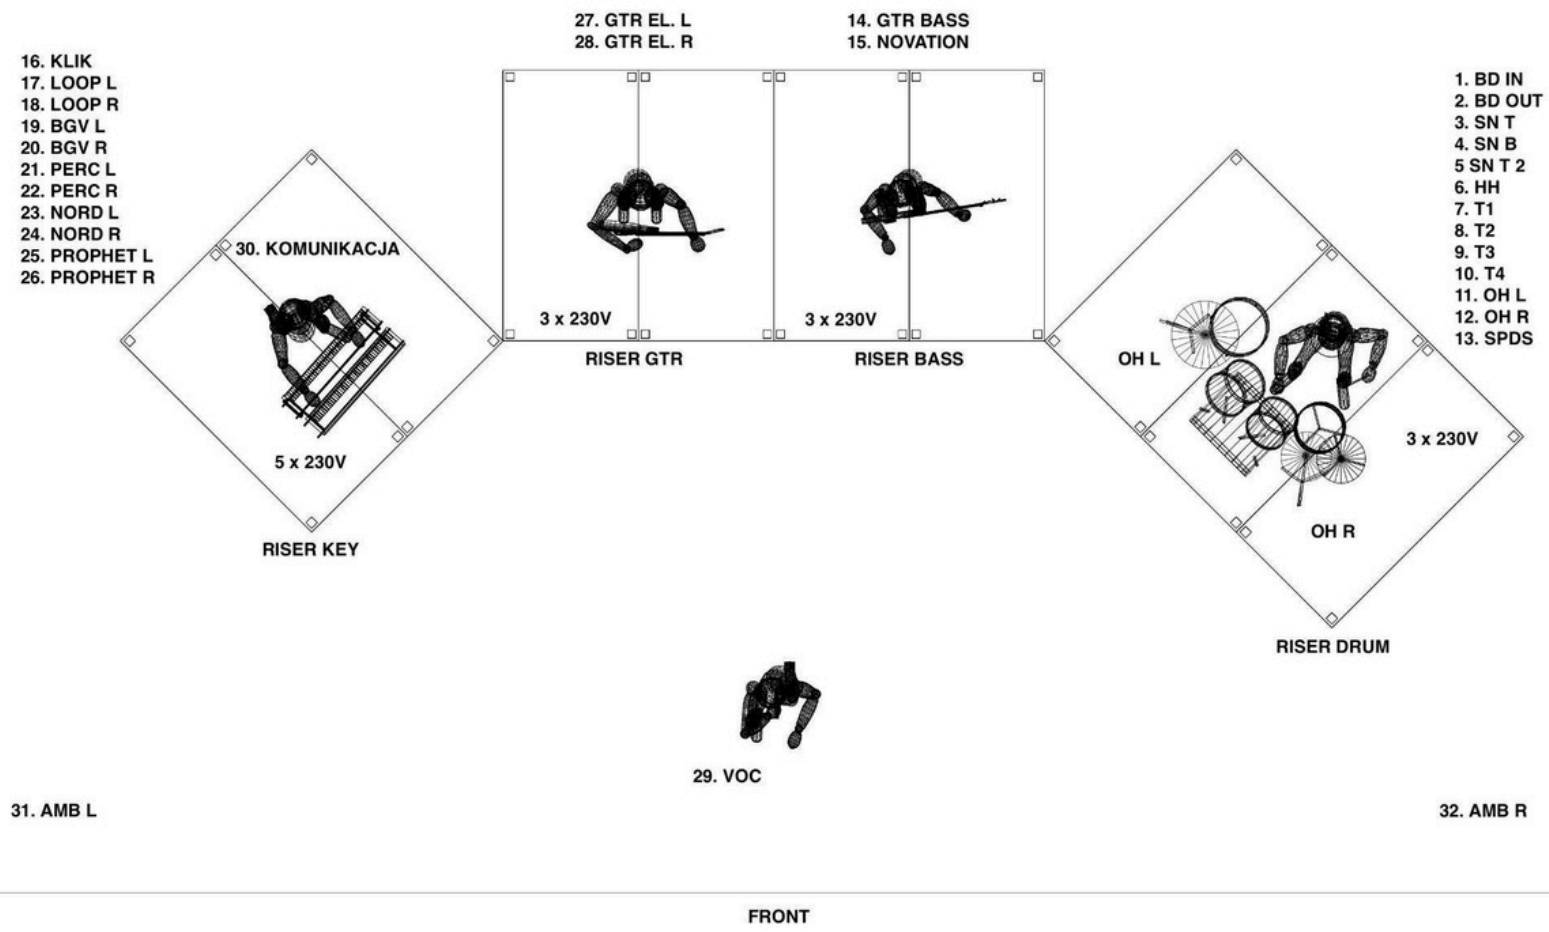 27. GTR EL. L
28. GTR EL. R
14. GTR BASS
15. NOVATION
16. KLIK
17. LOOP L
18. LOOP R
19. BGV L
20. BGV R
21. PERC L
22. PERC R
23. NORD L
24. NORD R
25. PROPHET L
26. PROPHET R
1. BD IN
2. BD OUT
3. SN T
4. SN B
5 SN T 2
6. HH
7. T1
8. T2
9. T3
10. T4
11. OH L
12. OH R
13. SPDS
30. KOMUNIKACJA
5 x 230V
RISER KEY
3 x 230V
RISER GTR
3 x 230V
RISER BASS
OH L
3 x 230V
OH R
RISER DRUM
29. VOC
31. AMB L
32. AMB R
FRONT